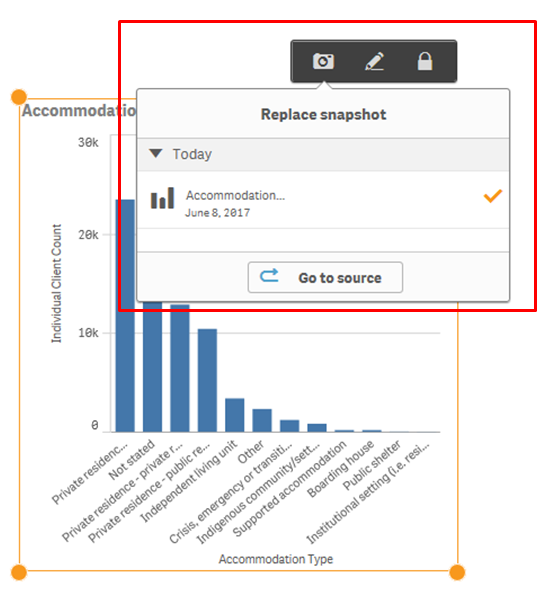 Replace snapshot
Today
Accommodation...
June 8, 2017
Go to source
Accommodatio
30k
20k
10k
0
Individual Client Count
Private residenc...
Not stated
Private residence - private r...
Private residence - public re...
Independent living unit
Other
Crisis, emergency or transiti...
Indigenous community/sett...
Supported accommodation
Boarding house
Public shelter
Institutional setting (i.e. resi...
Accommodation Type